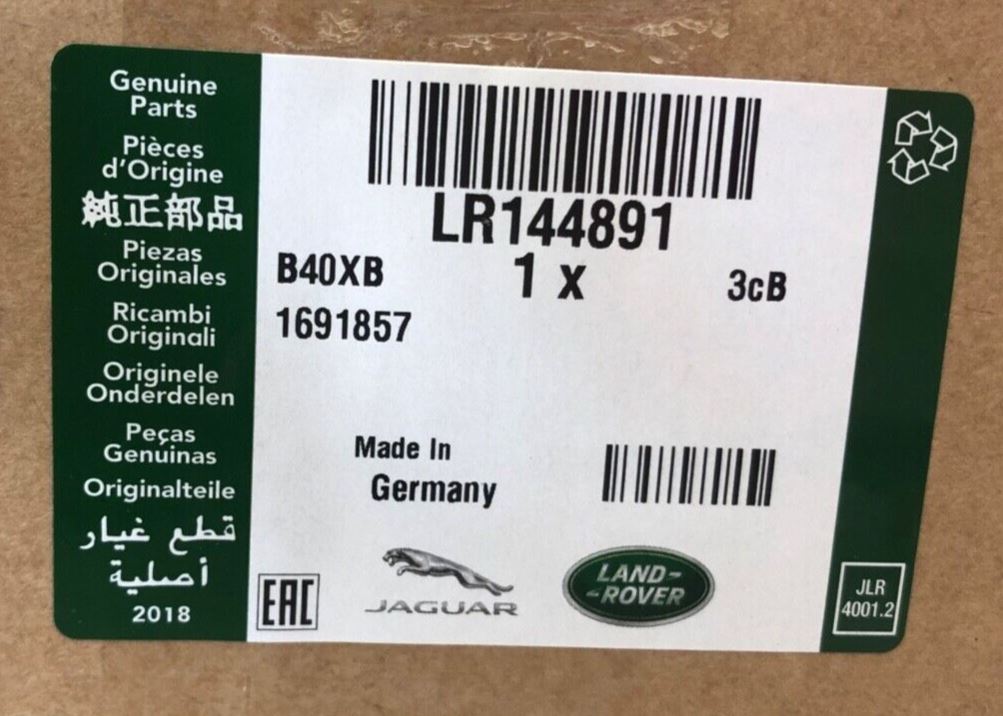 Genuine
Parts
Pièces
d'Origine
純正部品
Piezas
Originales
Ricambi
Originali
Originele
Onderdelen
Peças
Genuinas
Originalteile
قطع غيار
أصلية
2018
LR144891
B40XB
1 x
3cB
1691857
Made In
Germany
EAC
JAGUAR
LAND-
-ROVER
JLR
4001.2